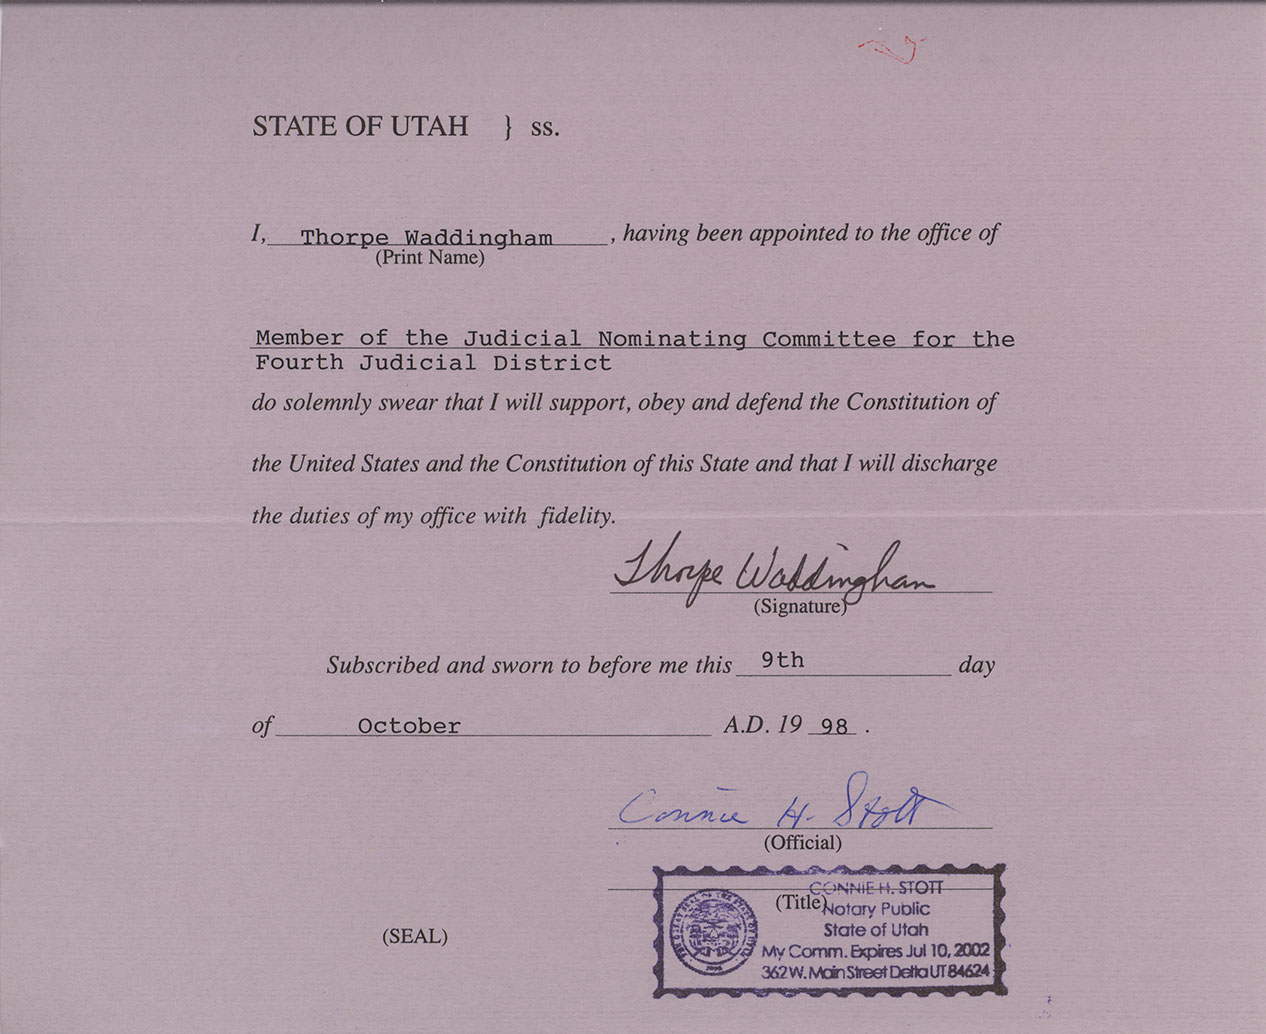 STATE OF UTAH } ss.
I, Thorpe Waddingham, having been appointed to the office of
(Print Name)
Member of the Judicial Nominating Committee for the
Fourth Judicial District
do solemnly swear that I will support, obey and defend the Constitution of
the United States and the Constitution of this State and that I will discharge
the duties of my office with fidelity.
Thorpe Waddingham
(Signature)
Subscribed and sworn to before me this 9th day
of October A.D. 19 98 .
Connie H. Stott
(Official)
CONNIE H. STOTT
(Title) Notary Public
State of Utah
(SEAL)
My Comm. Expires Jul 10, 2002
362 W. Main Street Delta UT 84624